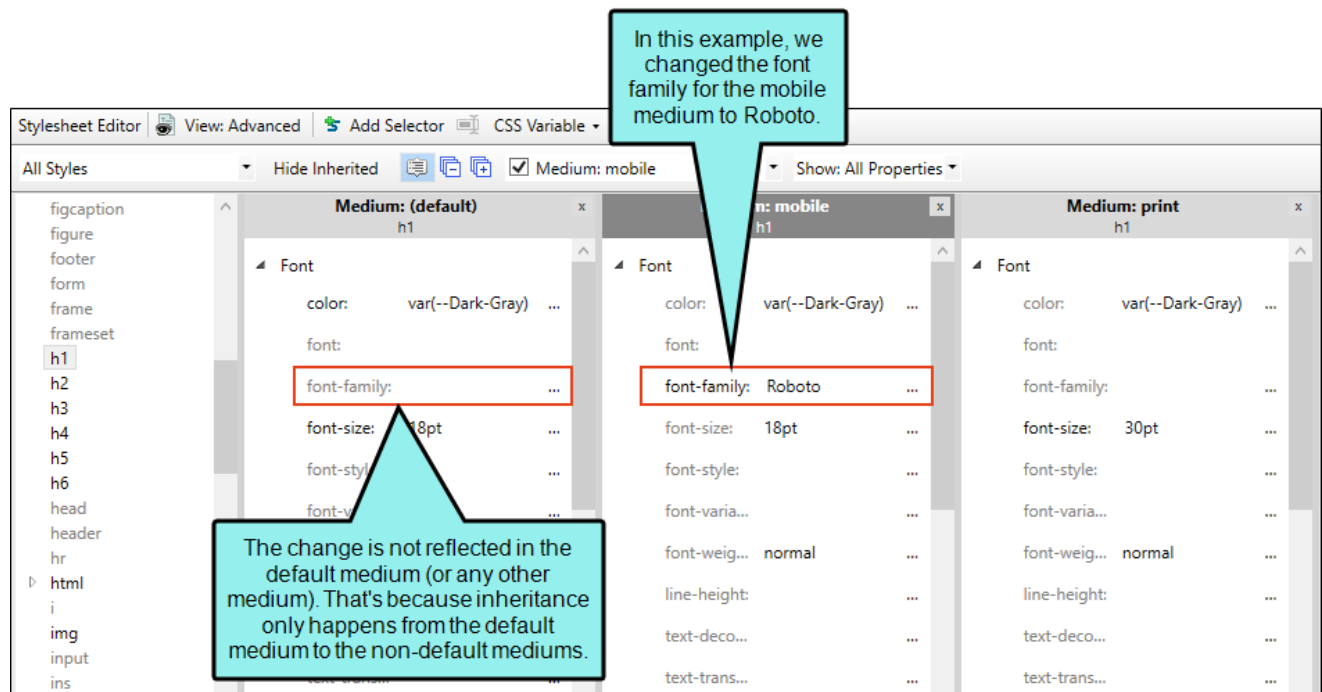 In this example, we
changed the font
family for the mobile
medium to Roboto.
Stylesheet Editor View: Advanced Add Selector CSS Variable
All Styles Hide Inherited Medium: mobile Show: All Properties
figcaption
figure
footer
form
frame
frameset
h1
h2
h3
h4
h5
h6
head
header
hr
html
i
img
input
ins
Medium: (default) x
h1
Font
color: var(--Dark-Gray) ...
font:
font-family: ...
font-size: 18pt ...
font-styl ...
font-v ...
The change is not reflected in the
default medium (or any other
medium). That's because inheritance
only happens from the default
medium to the non-default mediums.
mobile x
h1
Font
color: var(--Dark-Gray) ...
font:
font-family: Roboto ...
font-size: 18pt ...
font-style: ...
font-varia... ...
font-weig... normal ...
line-height: ...
text-deco... ...
text-trans... ...
Medium: print x
h1
Font
color: var(--Dark-Gray) ...
font:
font-family: ...
font-size: 30pt ...
font-style: ...
font-varia... ...
font-weig... normal ...
line-height: ...
text-deco... ...
text-trans... ...